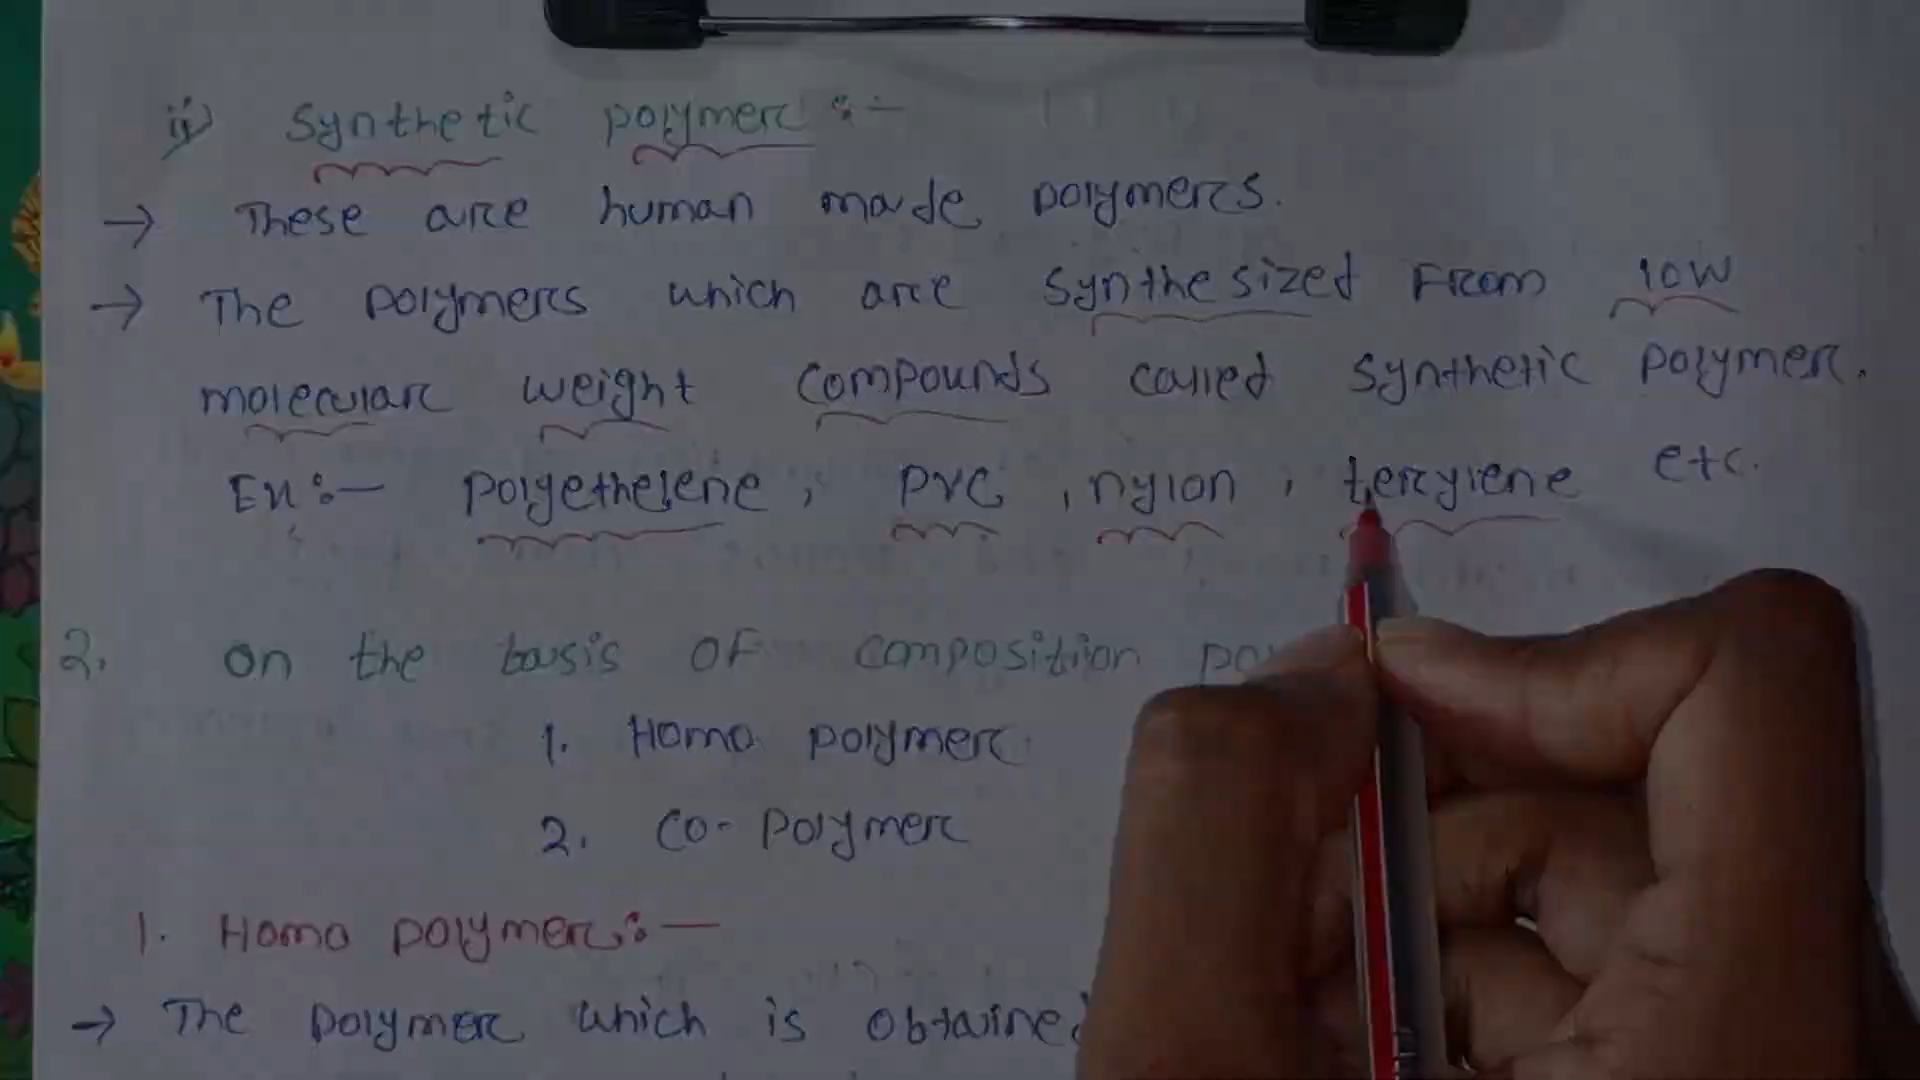 ii) Synthetic polymer :-
→ These are human made polymers.
→ The polymers which are synthesized From low
molecular weight compounds called synthetic polymer.
Ex :- polyethelene, PVC, nylon, terylene etc.
2. on the basis of composition
1. Homo polymer
2. Co-polymer
1. Homo polymer :-
→ The polymer which is obtained